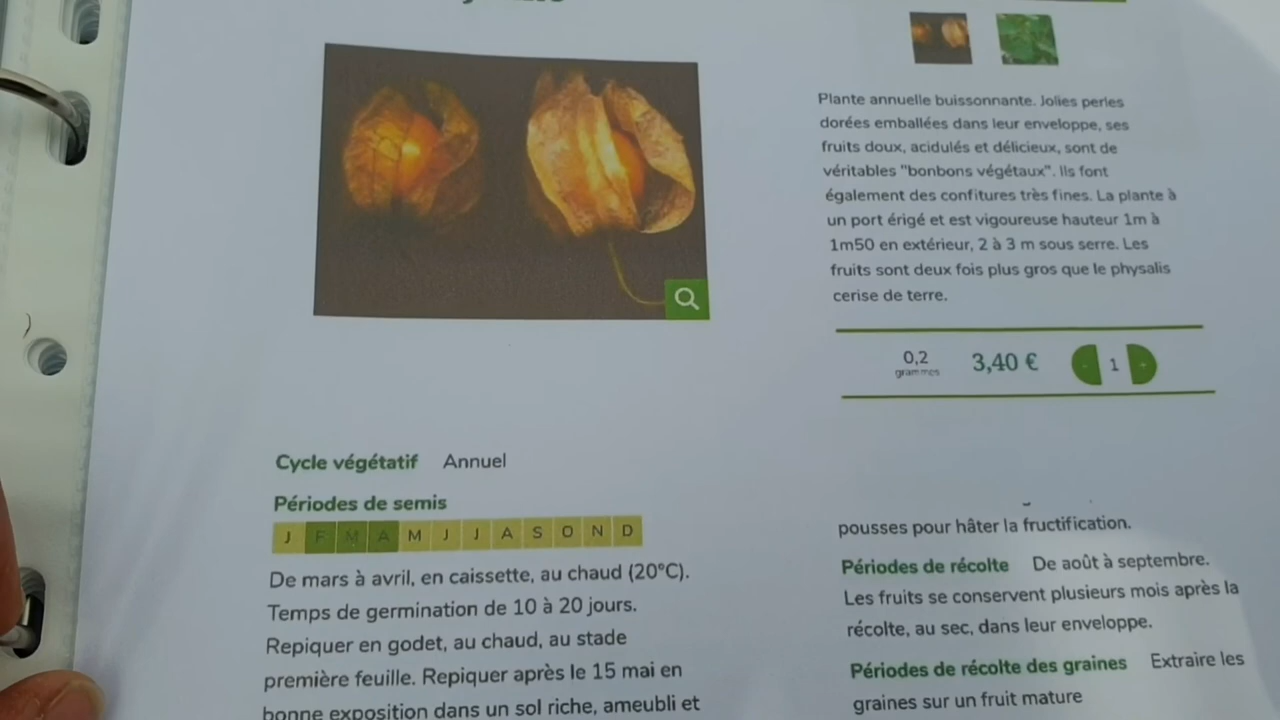 Plante annuelle buissonnante. Jolies perles
dorées emballées dans leur enveloppe, ses
fruits doux, acidulés et délicieux, sont de
véritables "bonbons végétaux". Ils font
également des confitures très fines. La plante à
un port érigé et est vigoureuse hauteur 1m à
1m50 en extérieur, 2 à 3 m sous serre. Les
fruits sont deux fois plus gros que le physalis
cerise de terre.
0,2
grammes
3,40 €
- 1 +
Cycle végétatif Annuel
Périodes de semis
J F M A M J J A S O N D
De mars à avril, en caissette, au chaud (20°C).
Temps de germination de 10 à 20 jours.
Repiquer en godet, au chaud, au stade
première feuille. Repiquer après le 15 mai en
bonne exposition dans un sol riche, ameubli et
pousses pour hâter la fructification.
Périodes de récolte De août à septembre.
Les fruits se conservent plusieurs mois après la
récolte, au sec, dans leur enveloppe.
Périodes de récolte des graines Extraire les
graines sur un fruit mature